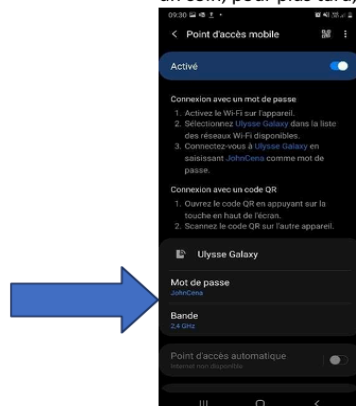 un coin, pour plus tard)
09:30
Point d'accès mobile
Activé
Connexion avec un mot de passe
1. Activez le Wi-Fi sur l'appareil.
2. Sélectionnez Ulysse Galaxy dans la liste
des réseaux Wi-Fi disponibles.
3. Connectez-vous à Ulysse Galaxy en
saisissant JohnCena comme mot de
passe.
Connexion avec un code QR
1. Ouvrez le code QR en appuyant sur la
touche en haut de l'écran.
2. Scannez le code QR sur l'autre appareil.
Ulysse Galaxy
Mot de passe
JohnCena
Bande
2,4 GHz
Point d'accès automatique
Internet non disponible